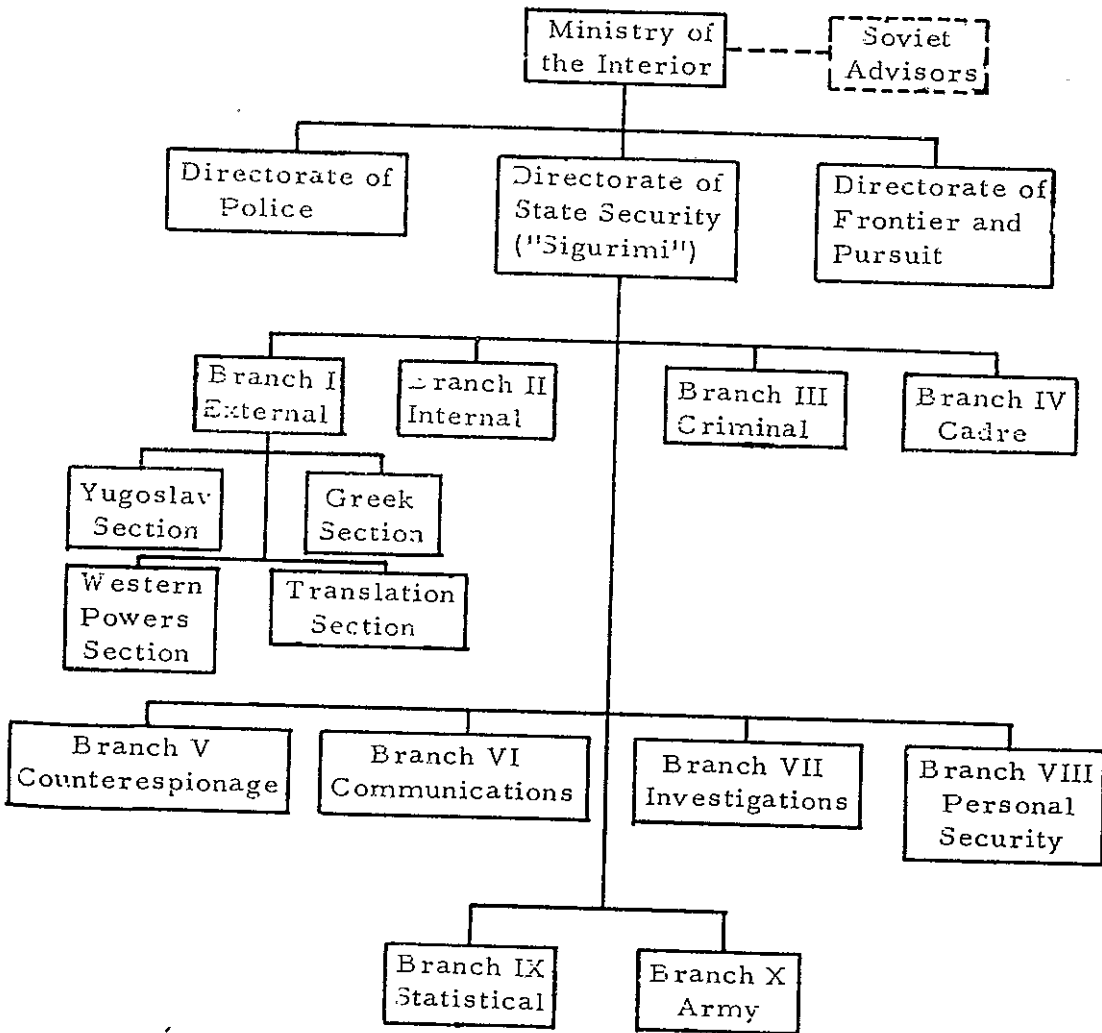 Ministry of
the Interior
Soviet
Advisors
Directorate of
Police
Directorate of
State Security
("Sigurimi")
Directorate of
Frontier and
Pursuit
Branch I
External
Branch II
Internal
Branch III
Criminal
Branch IV
Cadre
Yugoslav
Section
Greek
Section
Western
Powers
Section
Translation
Section
Branch V
Counterespionage
Branch VI
Communications
Branch VII
Investigations
Branch VIII
Personal
Security
Branch IX
Statistical
Branch X
Army